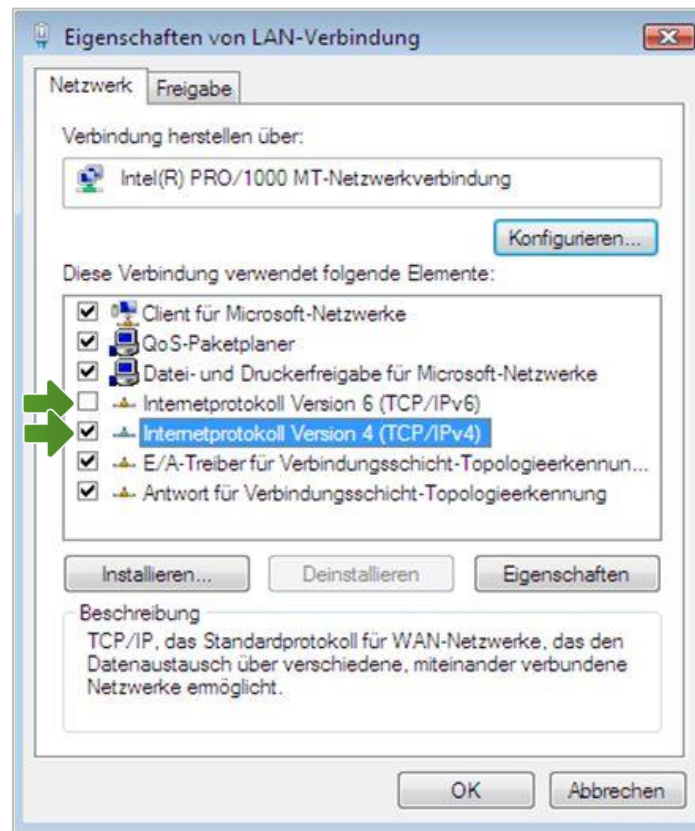 Eigenschaften von LAN-Verbindung
Netzwerk
Freigabe
Verbindung herstellen über:
Intel(R) PRO/1000 MT-Netzwerkverbindung
Konfigurieren...
Diese Verbindung verwendet folgende Elemente:
Client für Microsoft-Netzwerke
QoS-Paketplaner
Datei- und Druckerfreigabe für Microsoft-Netzwerke
Internetprotokoll Version 6 (TCP/IPv6)
Internetprotokoll Version 4 (TCP/IPv4)
E/A-Treiber für Verbindungsschicht-Topologieerkennun...
Antwort für Verbindungsschicht-Topologieerkennung
Installieren...
Deinstallieren
Eigenschaften
Beschreibung
TCP/IP, das Standardprotokoll für WAN-Netzwerke, das den
Datenaustausch über verschiedene, miteinander verbundene
Netzwerke ermöglicht.
OK
Abbrechen